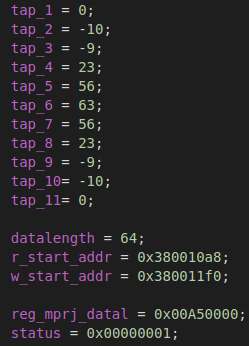 tap_1 = 0;
tap_2 = -10;
tap_3 = -9;
tap_4 = 23;
tap_5 = 56;
tap_6 = 63;
tap_7 = 56;
tap_8 = 23;
tap_9 = -9;
tap_10= -10;
tap_11= 0;
datalength = 64;
r_start_addr = 0x380010a8;
w_start_addr = 0x380011f0;
reg_mprj_datal = 0x00A50000;
status = 0x00000001;